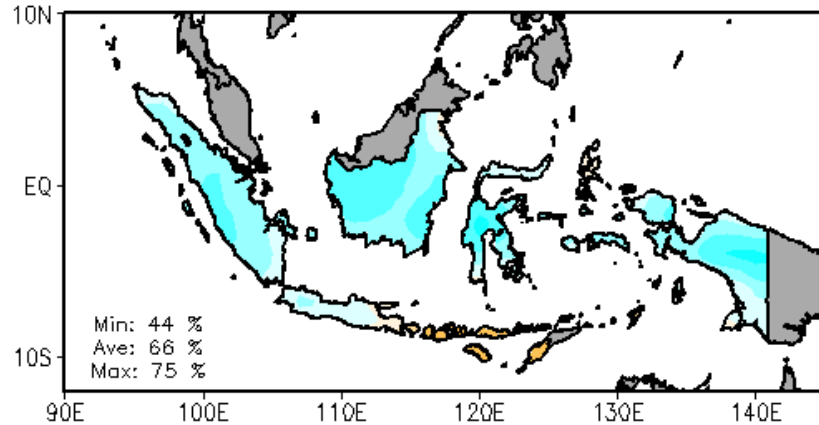 10N
EQ
Min: 44 %
Ave: 66 %
Max: 75 %
10S
90E 100E 110E 120E 130E 140E